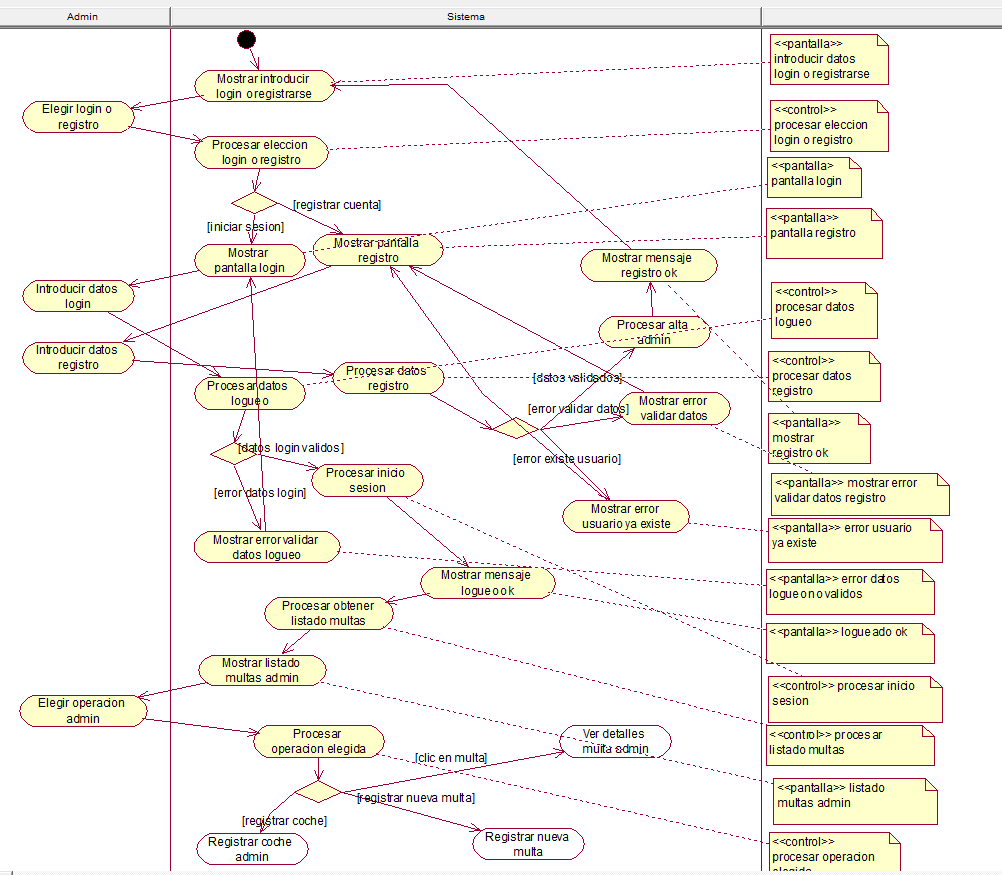 Admin
Sistema
Mostrar introducir
login o registrarse
Elegir login o
registro
Procesar eleccion
login o registro
[registrar cuenta]
[iniciar sesion]
Mostrar
pantalla login
Mostrar pantalla
registro
Mostrar mensaje
registro ok
Introducir datos
login
Procesar alta
admin
Introducir datos
registro
Procesar datos
logueo
Procesar datos
registro
[datos validados]
[error validar datos]
Mostrar error
validar datos
[datos login validos]
[error existe usuario]
Procesar inicio
sesion
[error datos login]
Mostrar error
usuario ya existe
Mostrar error validar
datos logueo
Mostrar mensaje
logueo ok
Procesar obtener
listado multas
Mostrar listado
multas admin
Elegir operacion
admin
Procesar
operacion elegida
Ver detalles
multa admin
[clic en multa]
[registrar nueva multa]
[registrar coche]
Registrar coche
admin
Registrar nueva
multa
<<pantalla>>
introducir datos
login o registrarse
<<control>>
procesar eleccion
login o registro
<<pantalla>
pantalla login
<<pantalla>>
pantalla registro
<<control>>
procesar datos
logueo
<<control>>
procesar datos
registro
<<pantalla>>
mostrar
registro ok
<<pantalla>> mostrar error
validar datos registro
<<pantalla>> error usuario
ya existe
<<pantalla>> error datos
logueo no validos
<<pantalla>> logueado ok
<<control>> procesar inicio
sesion
<<control>> procesar
listado multas
<<pantalla>> listado
multas admin
<<control>>
procesar operacion
elegida